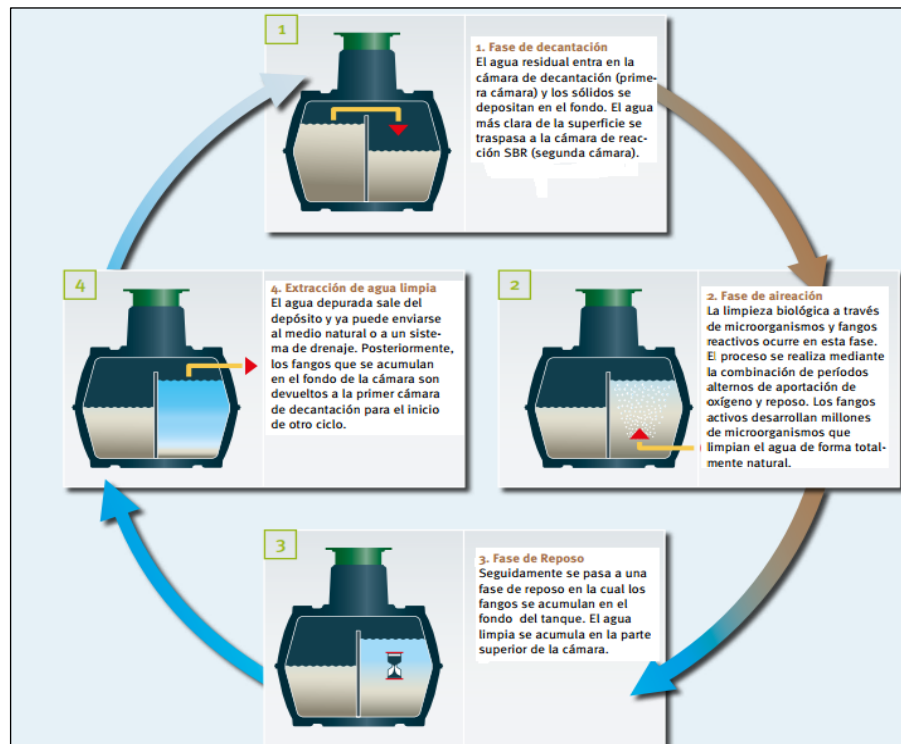 1
1. Fase de decantación
El agua residual entra en la
cámara de decantación (prime-
ra cámara) y los sólidos se
depositan en el fondo. El agua
más clara de la superficie se
traspasa a la cámara de reac-
ción SBR (segunda cámara).
2
2. Fase de aireación
La limpieza biológica a través
de microorganismos y fangos
reactivos ocurre en esta fase.
El proceso se realiza mediante
la combinación de períodos
alternos de aportación de
oxígeno y reposo. Los fangos
activos desarrollan millones
de microorganismos que
limpian el agua de forma total-
mente natural.
3
3. Fase de Reposo
Seguidamente se pasa a una
fase de reposo en la cual los
fangos se acumulan en el
fondo del tanque. El agua
limpia se acumula en la parte
superior de la cámara.
4
4. Extracción de agua limpia
El agua depurada sale del
depósito y ya puede enviarse
al medio natural o a un siste-
ma de drenaje. Posteriormente,
los fangos que se acumulan
en el fondo de la cámara son
devueltos a la primer cámara
de decantación para el inicio
de otro ciclo.